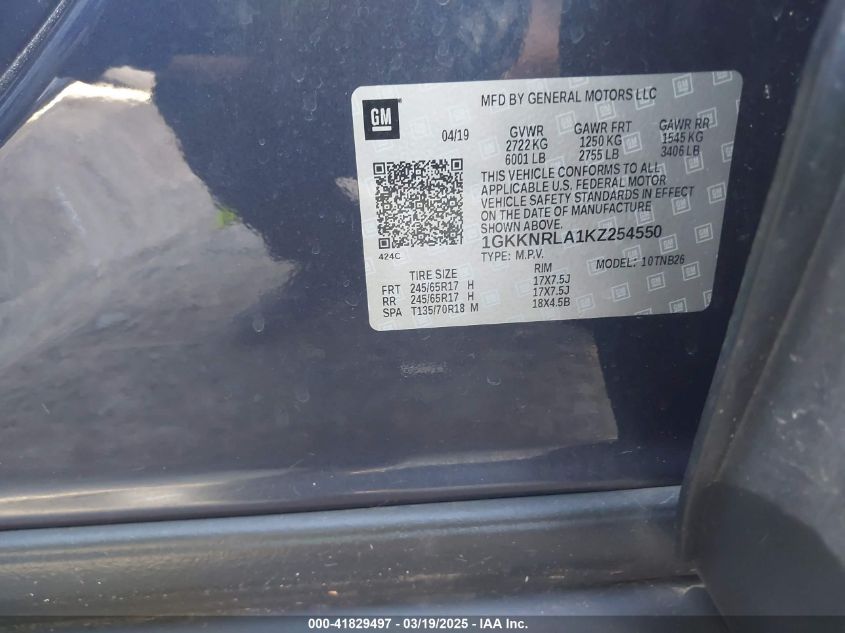 GM
MFD BY GENERAL MOTORS LLC
04/19
GVWR GAWR FRT GAWR RR
2722 KG 1250 KG 1545 KG
6001 LB 2755 LB 3406 LB
THIS VEHICLE CONFORMS TO ALL
APPLICABLE U.S. FEDERAL MOTOR
VEHICLE SAFETY STANDARDS IN EFFECT
ON THE DATE OF MANUFACTURE
SHOWN ABOVE.
424C
1GKKNRLA1KZ254550
TYPE: M.P.V. MODEL: 10TNB26
TIRE SIZE RIM
FRT 245/65R17 H 17X7.5J
RR 245/65R17 H 17X7.5J
SPA T135/70R18 M 18X4.5B
000-41829497 - 03/19/2025 - IAA Inc.